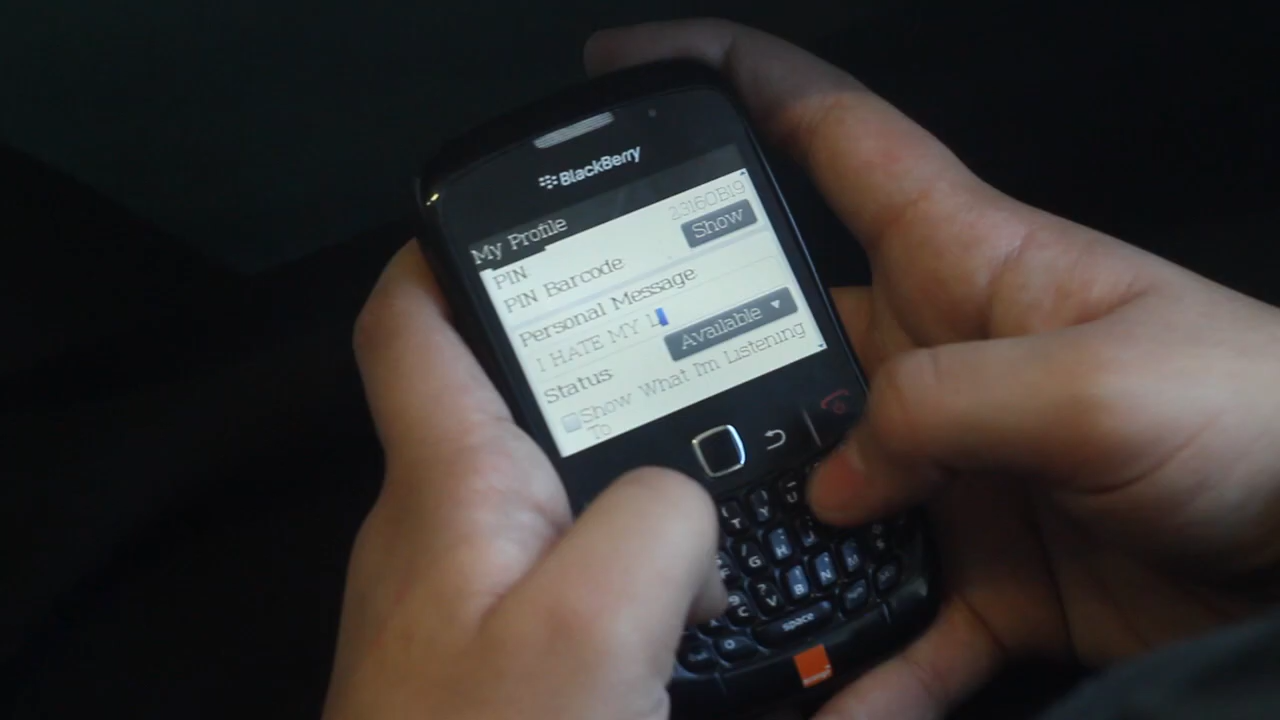 BlackBerry
My Profile
PIN 23160B19
PIN Barcode Show
Personal Message
I HATE MY L
Status: Available
Show What I'm Listening
To
T Y U
G H
V B N M
C
space